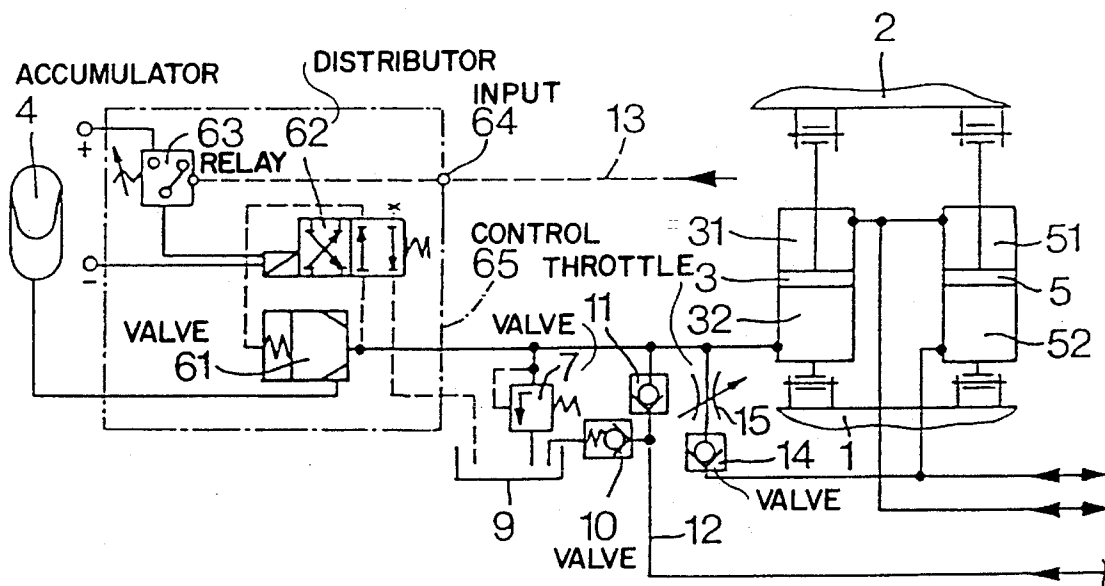 2
ACCUMULATOR
DISTRIBUTOR
4
INPUT
+
63
62
64
13
RELAY
x
31
51
CONTROL
65
THROTTLE
3
5
-
VALVE
VALVE
11
32
52
61
7
15
1
14
9
10
12
VALVE
VALVE